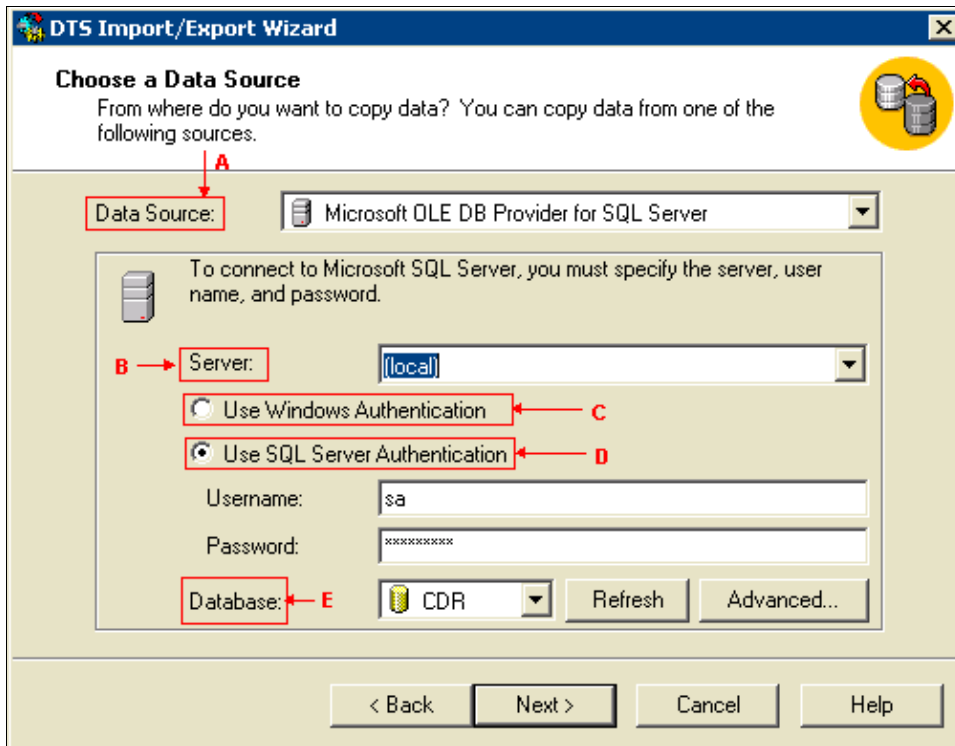 DTS Import/Export Wizard
Choose a Data Source
From where do you want to copy data? You can copy data from one of the
following sources.
A
Data Source:
Microsoft OLE DB Provider for SQL Server
To connect to Microsoft SQL Server, you must specify the server, user
name, and password.
B
Server:
(local)
Use Windows Authentication
C
Use SQL Server Authentication
D
Username:
sa
Password:
*********
Database:
E
CDR
Refresh
Advanced...
< Back
Next >
Cancel
Help